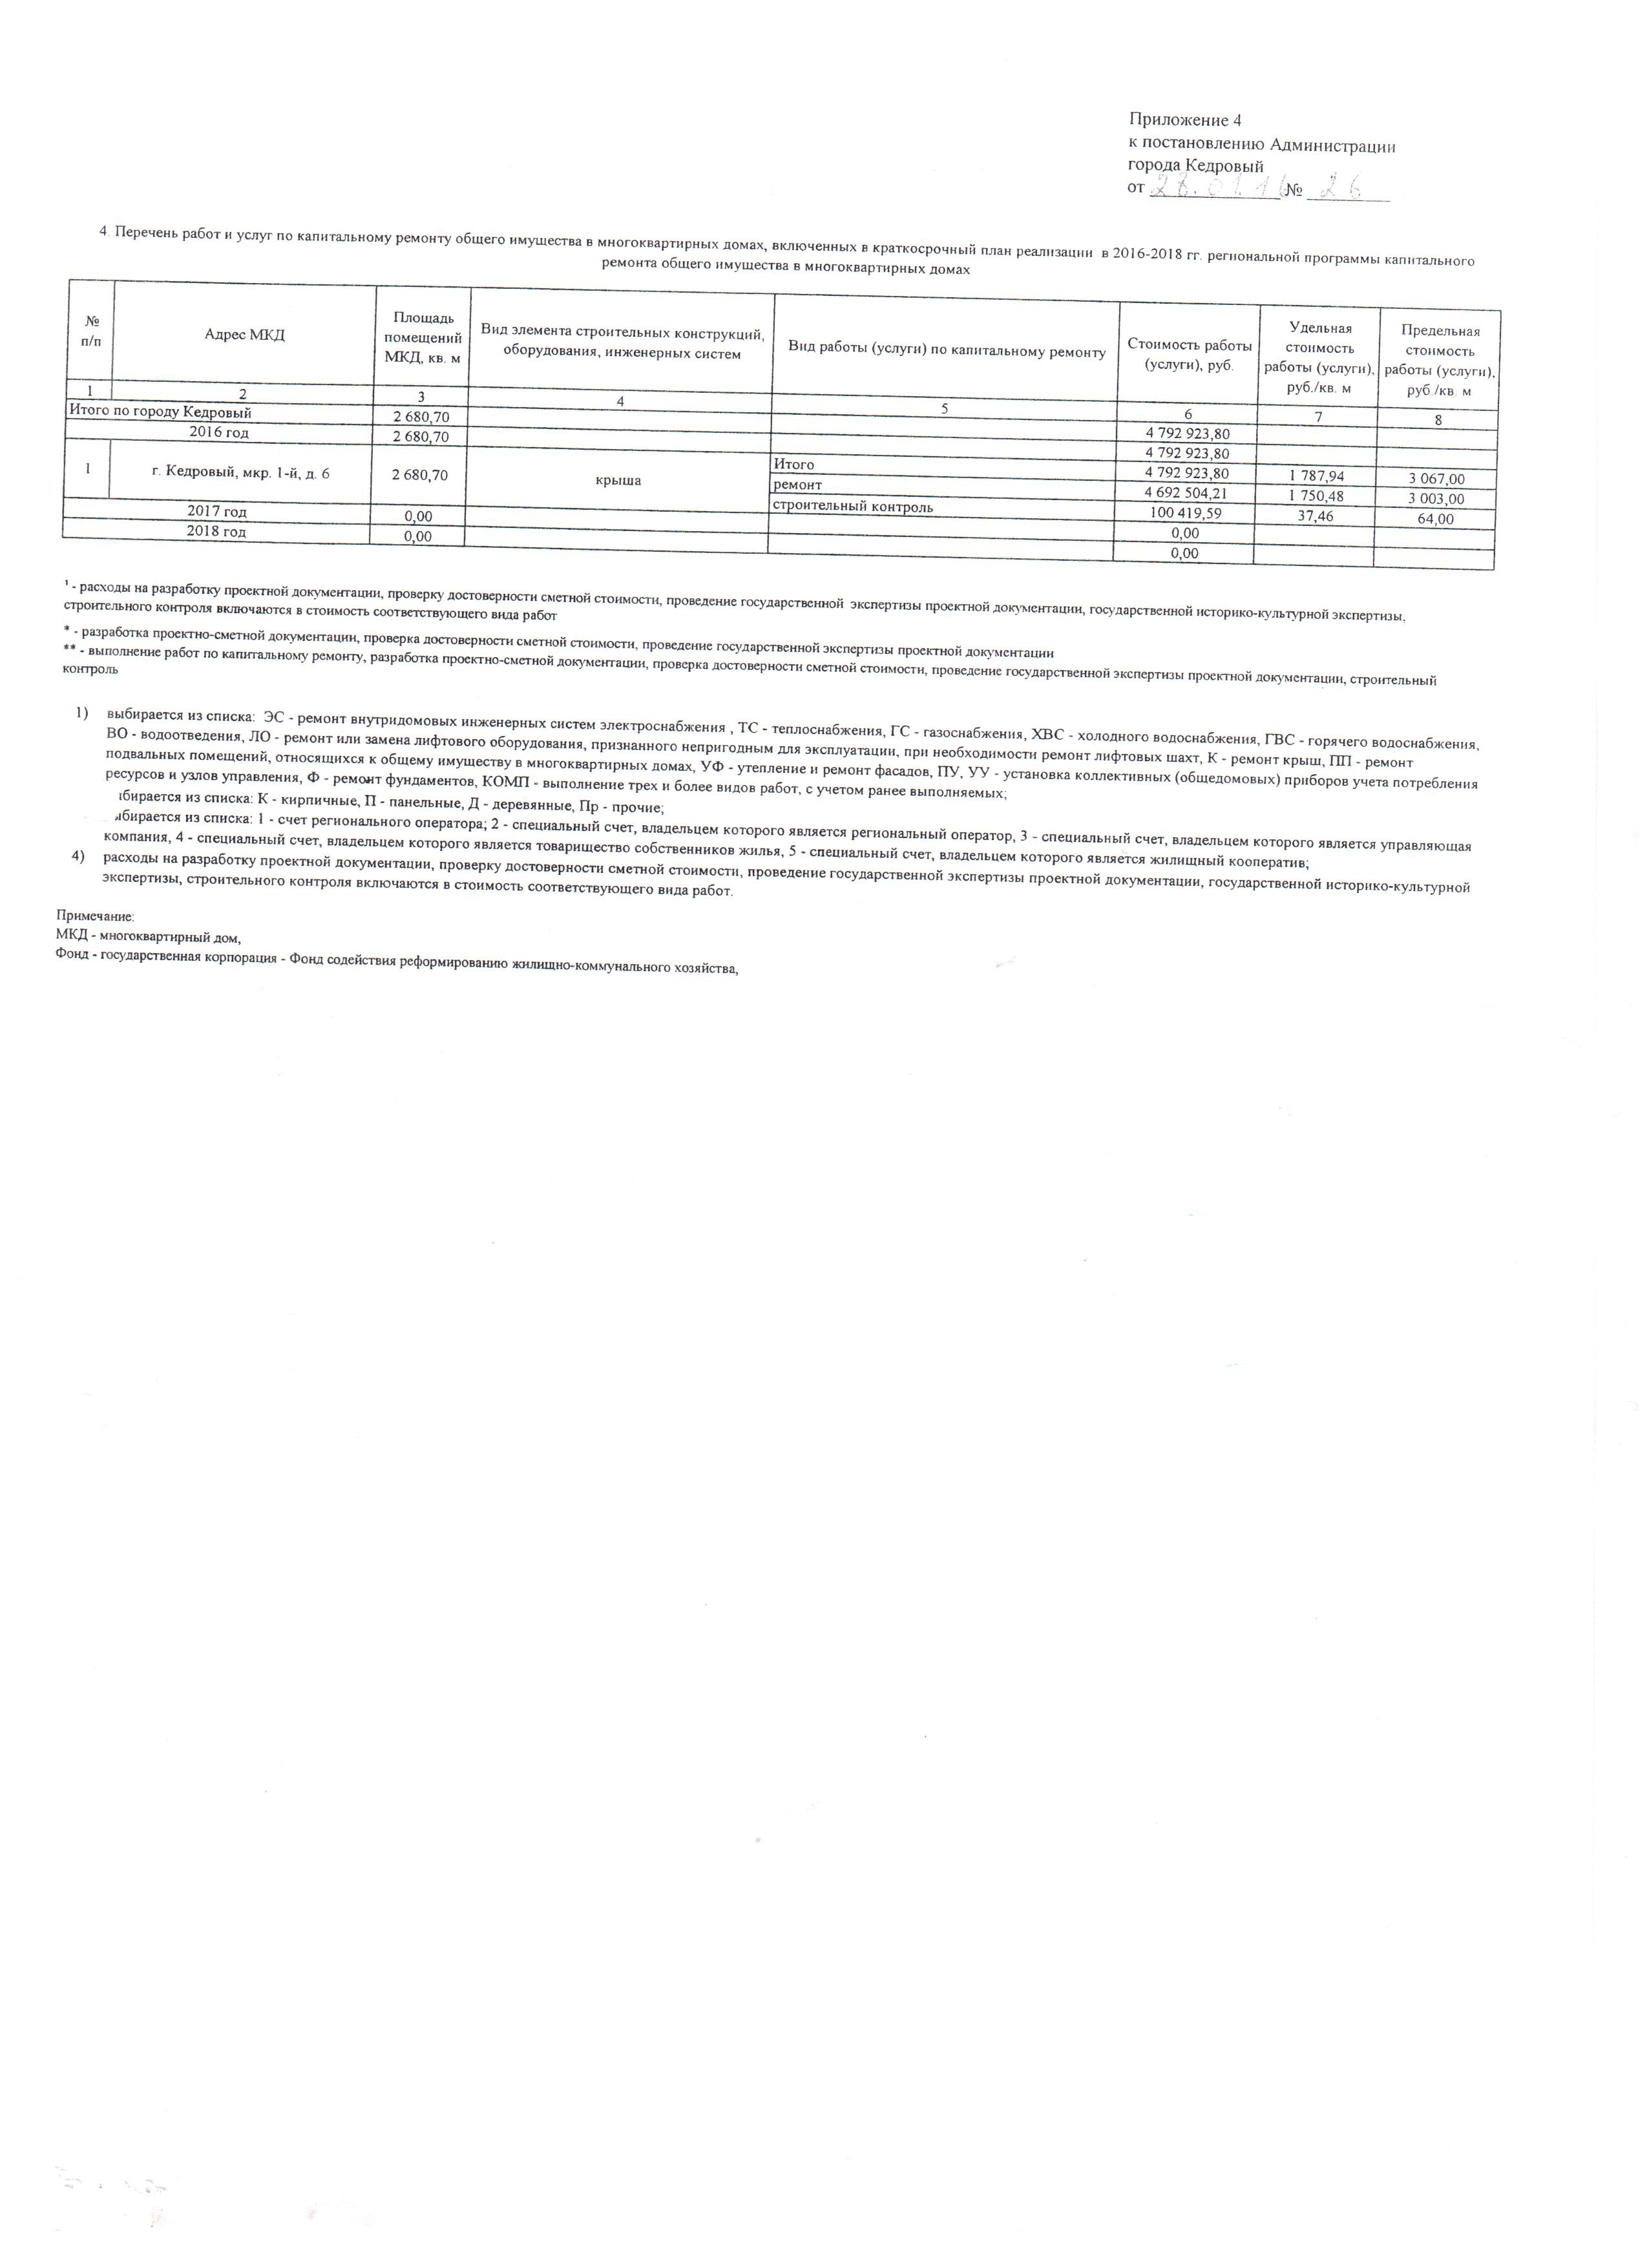 Приложение 4
к постановлению Администрации
города Кедровый
от 28.01.16 № 26
4. Перечень работ и услуг по капитальному ремонту общего имущества в многоквартирных домах, включенных в краткосрочный план реализации в 2016-2018 гг. региональной программы капитального
ремонта общего имущества в многоквартирных домах
№ п/п | Адрес МКД | Площадь помещений МКД, кв. м | Вид элемента строительных конструкций, оборудования, инженерных систем | Вид работы (услуги) по капитальному ремонту | Стоимость работы (услуги), руб. | Удельная стоимость работы (услуги), руб./кв. м | Предельная стоимость работы (услуги), руб./кв. м
1 2 3 4 5 6 7 8
Итого по городу Кедровый 2 680,70 4 792 923,80
2016 год 2 680,70 4 792 923,80
1 г. Кедровый, мкр. 1-й, д. 6 2 680,70 крыша Итого 4 792 923,80 1 787,94 3 067,00
ремонт 4 692 504,21 1 750,48 3 003,00
строительный контроль 100 419,59 37,46 64,00
2017 год 0,00 0,00
2018 год 0,00 0,00
¹ - расходы на разработку проектной документации, проверку достоверности сметной стоимости, проведение государственной экспертизы проектной документации, государственной историко-культурной экспертизы,
строительного контроля включаются в стоимость соответствующего вида работ
* - разработка проектно-сметной документации, проверка достоверности сметной стоимости, проведение государственной экспертизы проектной документации
** - выполнение работ по капитальному ремонту, разработка проектно-сметной документации, проверка достоверности сметной стоимости, проведение государственной экспертизы проектной документации, строительный
контроль
1) выбирается из списка: ЭС - ремонт внутридомовых инженерных систем электроснабжения , ТС - теплоснабжения, ГС - газоснабжения, ХВС - холодного водоснабжения, ГВС - горячего водоснабжения,
ВО - водоотведения, ЛО - ремонт или замена лифтового оборудования, признанного непригодным для эксплуатации, при необходимости ремонт лифтовых шахт, К - ремонт крыш, ПП - ремонт
подвальных помещений, относящихся к общему имуществу в многоквартирных домах, УФ - утепление и ремонт фасадов, ПУ, УУ - установка коллективных (общедомовых) приборов учета потребления
ресурсов и узлов управления, Ф - ремонт фундаментов, КОМП - выполнение трех и более видов работ, с учетом ранее выполняемых;
бирается из списка: К - кирпичные, П - панельные, Д - деревянные, Пр - прочие;
ыбирается из списка: 1 - счет регионального оператора; 2 - специальный счет, владельцем которого является региональный оператор, 3 - специальный счет, владельцем которого является управляющая
компания, 4 - специальный счет, владельцем которого является товарищество собственников жилья, 5 - специальный счет, владельцем которого является жилищный кооператив;
4) расходы на разработку проектной документации, проверку достоверности сметной стоимости, проведение государственной экспертизы проектной документации, государственной историко-культурной
экспертизы, строительного контроля включаются в стоимость соответствующего вида работ.
Примечание:
МКД - многоквартирный дом,
Фонд - государственная корпорация - Фонд содействия реформированию жилищно-коммунального хозяйства,